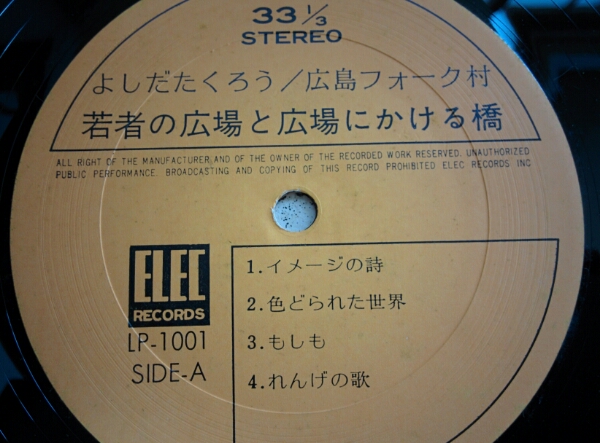 33 1/3
STEREO
よしだたくろう/広島フォーク村
若者の広場と広場にかける橋
ALL RIGHT OF THE MANUFACTURER AND OF THE OWNER OF THE RECORDED WORK RESERVED. UNAUTHORIZED
PUBLIC PERFORMANCE. BROADCASTING AND COPYING OF THIS RECORD PROHIBITED ELEC RECORDS INC
ELEC
RECORDS
LP-1001
SIDE-A
1.イメージの詩
2.色どられた世界
3.もしも
4.れんげの歌